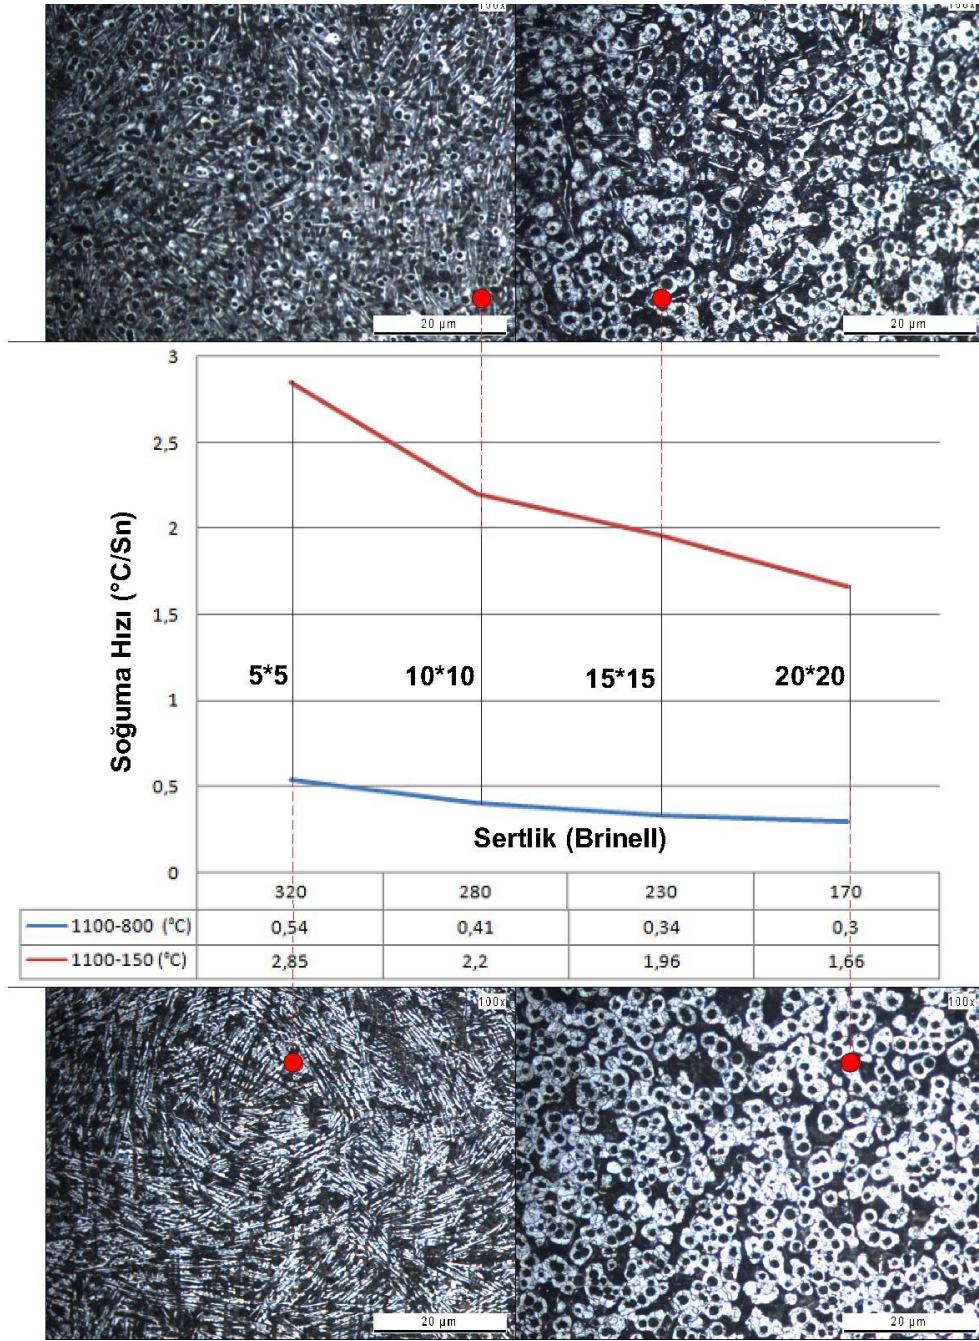 100x
100x
20 µm
20 µm
3
2,5
2
1,5
1
0,5
0
Soğuma Hızı (°C/Sn)
5*5
10*10
15*15
20*20
Sertlik (Brinell)
320 280 230 170
1100-800 (°C) 0,54 0,41 0,34 0,3
1100-150 (°C) 2,85 2,2 1,96 1,66
100x
100x
20 µm
20 µm